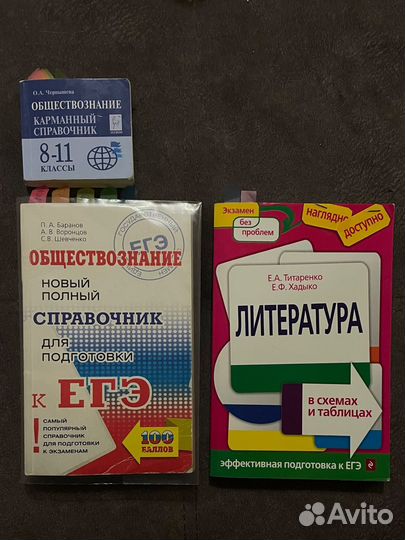 О.А. Чернышева
ОБЩЕСТВОЗНАНИЕ
КАРМАННЫЙ
СПРАВОЧНИК
8-11
КЛАССЫ
П. А. Баранов
А. В. Воронцов
С.В. Шевченко
ГОСУДАРСТВЕННЫЙ
ЕГЭ
ОБЩЕСТВОЗНАНИЕ
НОВЫЙ
ПОЛНЫЙ
СПРАВОЧНИК
ДЛЯ
ПОДГОТОВКИ
К ЕГЭ
!
САМЫЙ
ПОПУЛЯРНЫЙ
СПРАВОЧНИК
ДЛЯ ПОДГОТОВКИ
К ЭКЗАМЕНАМ
100
БАЛЛОВ
Экзамен
без
проблем
наглядно
доступно
Е.А. Титаренко
Е.Ф. Хадыко
ЛИТЕРАТУРА
в схемах
и таблицах
эффективная подготовка к ЕГЭ
Avito